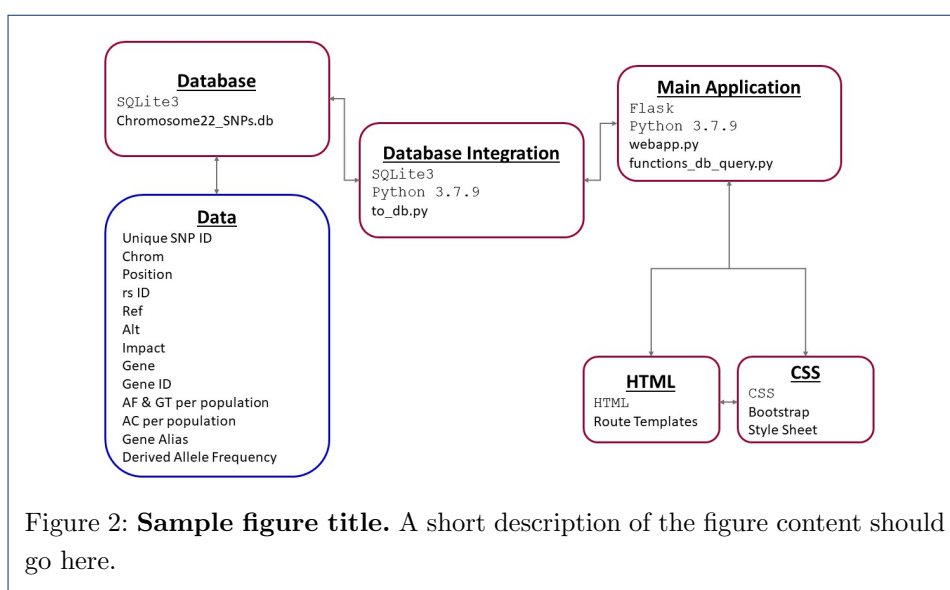 Database
SQLite3
Chromosome22_SNPs.db
Data
Unique SNP ID
Chrom
Position
rs ID
Ref
Alt
Impact
Gene
Gene ID
AF & GT per population
AC per population
Gene Alias
Derived Allele Frequency
Database Integration
SQLite3
Python 3.7.9
to_db.py
Main Application
Flask
Python 3.7.9
webapp.py
functions_db_query.py
HTML
HTML
Route Templates
CSS
CSS
Bootstrap
Style Sheet
Figure 2: Sample figure title. A short description of the figure content should
go here.